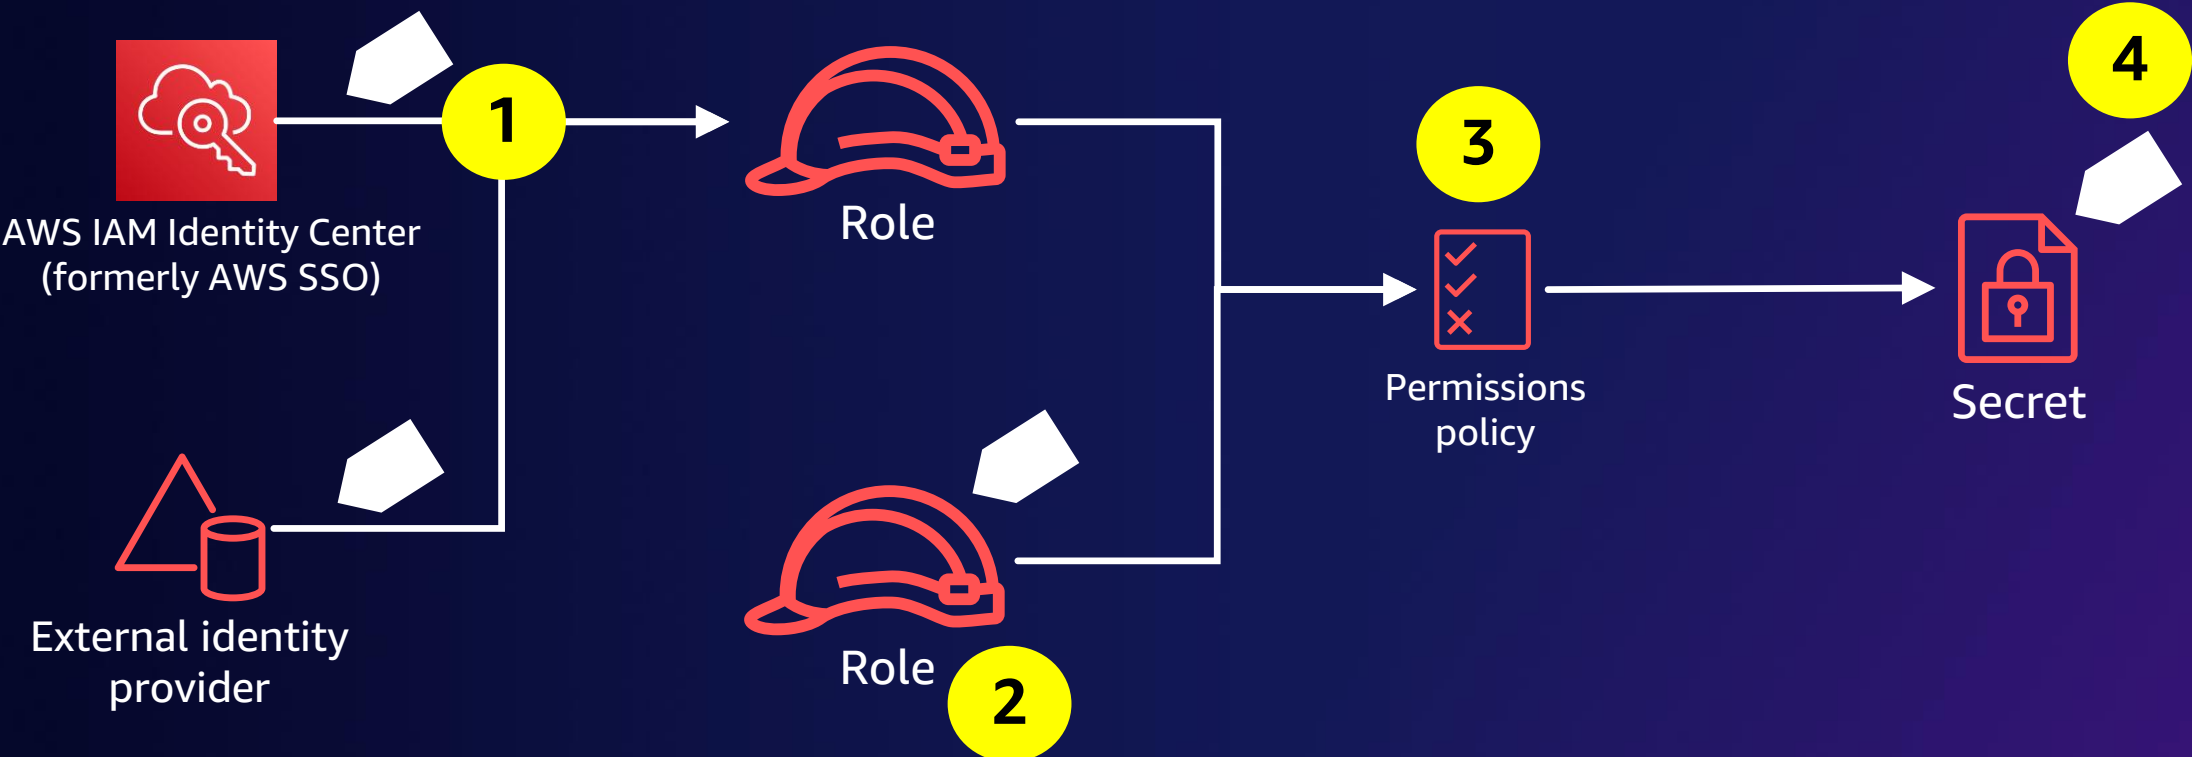 1
Role
3
4
AWS IAM Identity Center
(formerly AWS SSO)
Permissions
policy
Secret
External identity
provider
Role
2